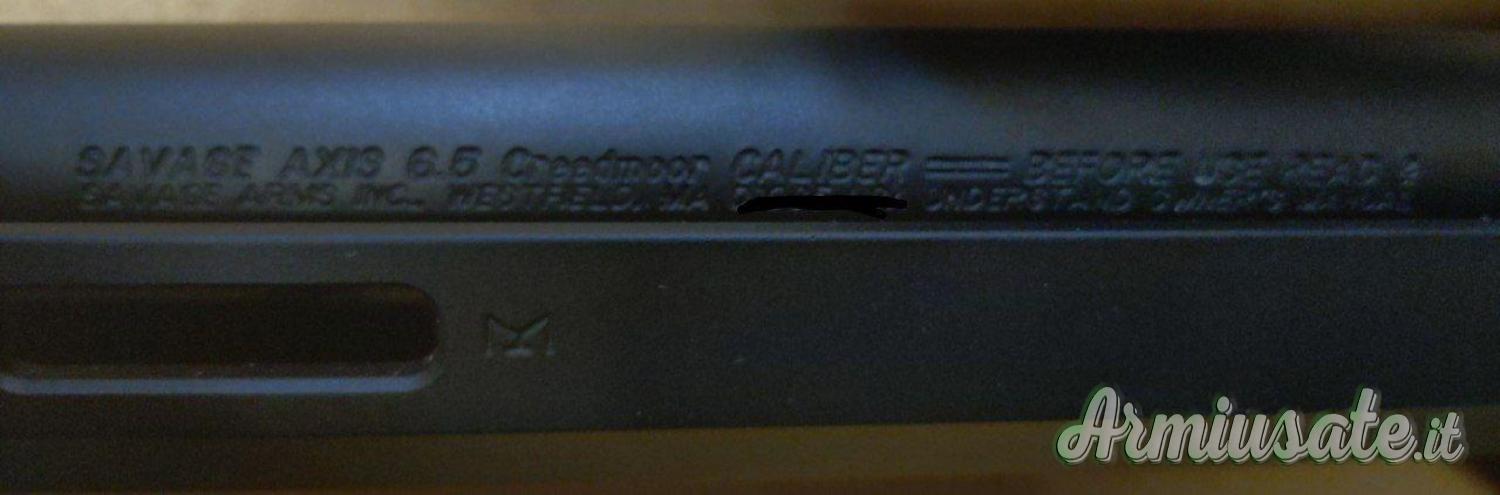 SAVAGE AXIS 6.5 Creedmoor CALIBER BEFORE USE READ &
SAVAGE ARMS INC., WESTFIELD, MA UNDERSTAND OWNER'S MANUAL
Armiusate.it